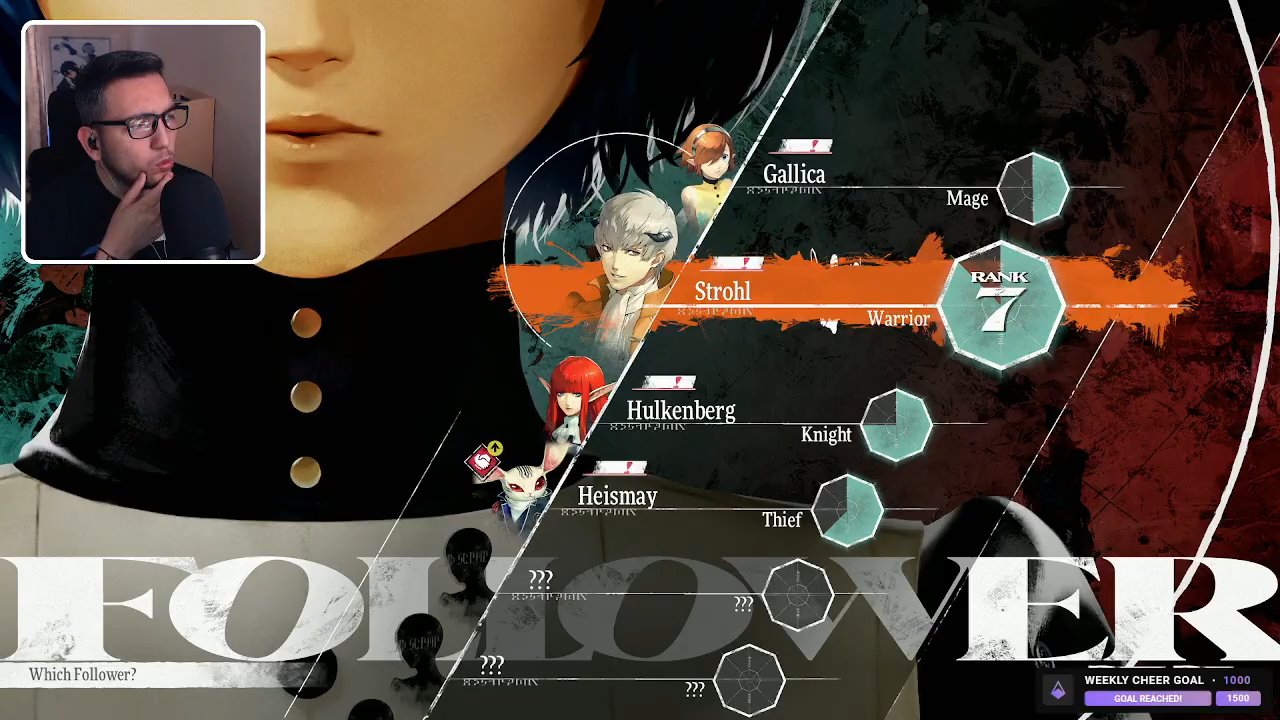 Gallica
Mage
RANK
7
Strohl
Warrior
Hulkenberg
Knight
Heismay
Thief
???
???
FOLLOWER
Which Follower?
???
???
WEEKLY CHEER GOAL · 1000
GOAL REACHED!
1500